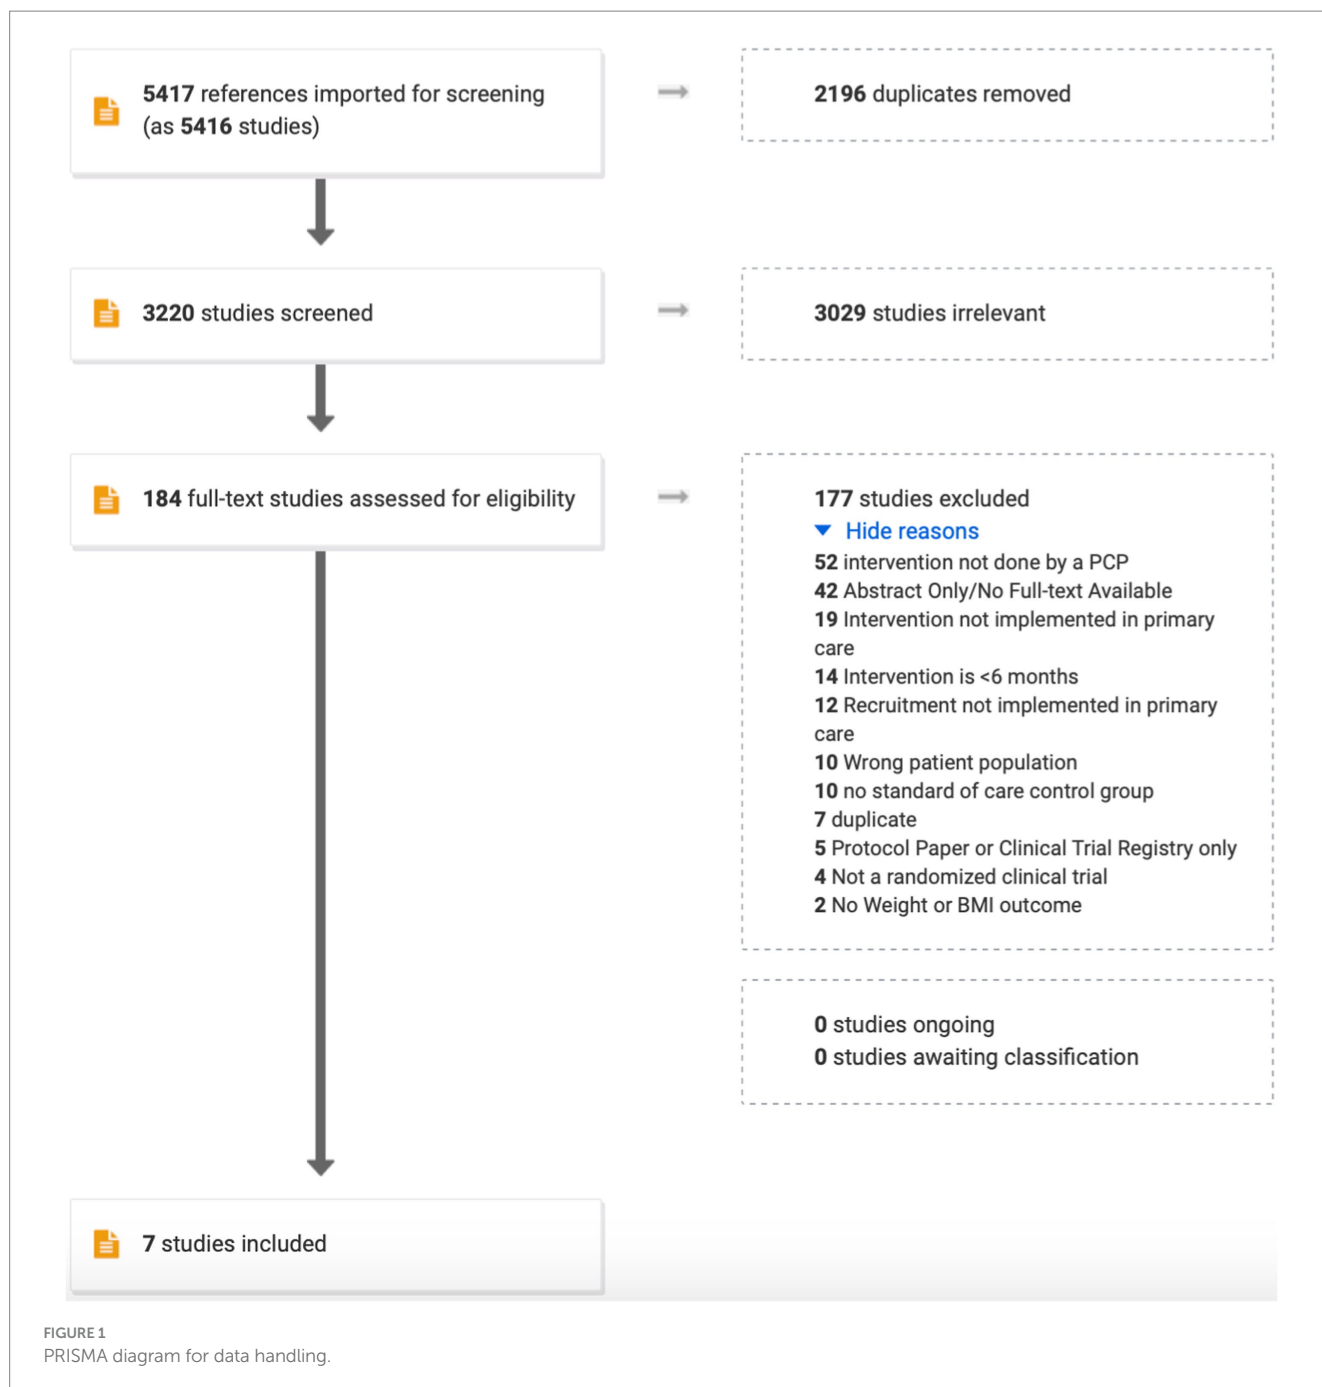 5417 references imported for screening
(as 5416 studies)
2196 duplicates removed
3220 studies screened
3029 studies irrelevant
184 full-text studies assessed for eligibility
177 studies excluded
Hide reasons
52 intervention not done by a PCP
42 Abstract Only/No Full-text Available
19 Intervention not implemented in primary
care
14 Intervention is <6 months
12 Recruitment not implemented in primary
care
10 Wrong patient population
10 no standard of care control group
7 duplicate
5 Protocol Paper or Clinical Trial Registry only
4 Not a randomized clinical trial
2 No Weight or BMI outcome
0 studies ongoing
0 studies awaiting classification
7 studies included
FIGURE 1
PRISMA diagram for data handling.